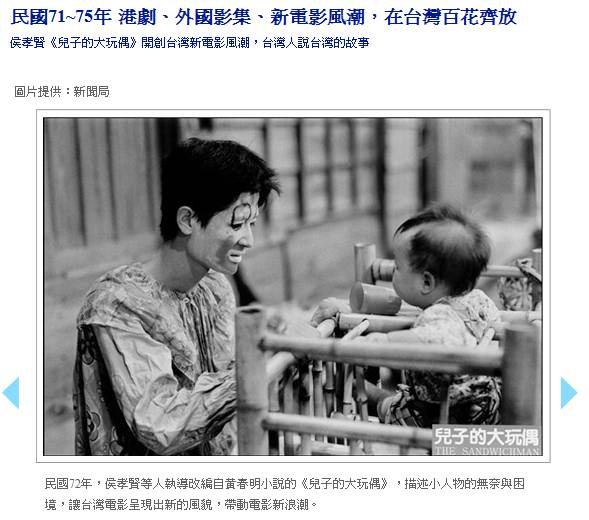 民國71~75年 港劇、外國影集、新電影風潮，在台灣百花齊放
侯孝賢《兒子的大玩偶》開創台灣新電影風潮，台灣人說台灣的故事
圖片提供：新聞局
兒子的大玩偶
THE SANDWICHMAN
民國72年，侯孝賢等人執導改編自黃春明小說的《兒子的大玩偶》，描述小人物的無奈與困
境，讓台灣電影呈現出新的風貌，帶動電影新浪潮。